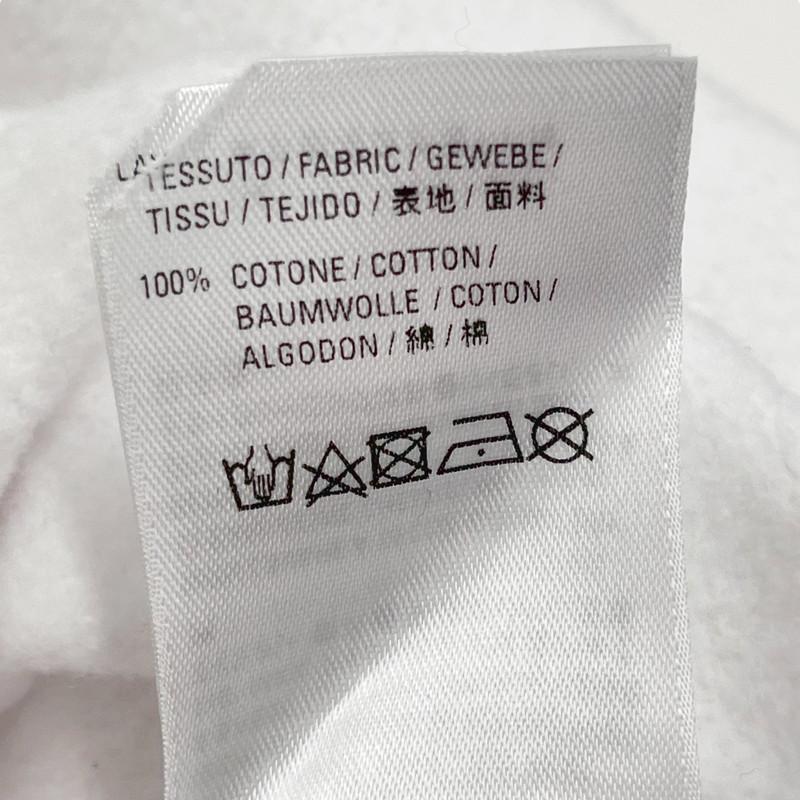 TESSUTO / FABRIC / GEWEBE /
TISSU / TEJIDO / 表地 / 面料
100% COTONE / COTTON /
BAUMWOLLE / COTON /
ALGODON / 綿 / 棉